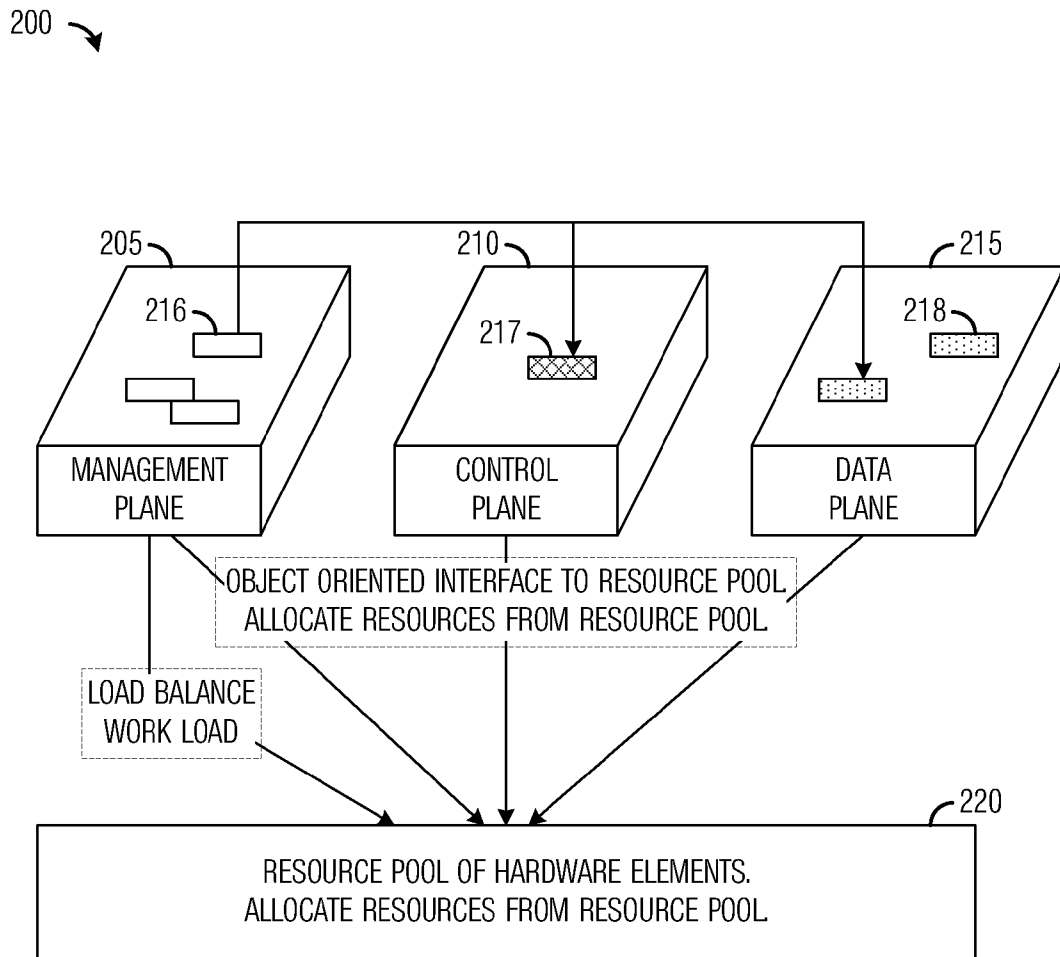 200
205
210
215
216
217
218
MANAGEMENT
PLANE
CONTROL
PLANE
DATA
PLANE
OBJECT ORIENTED INTERFACE TO RESOURCE POOL.
ALLOCATE RESOURCES FROM RESOURCE POOL.
LOAD BALANCE
WORK LOAD
220
RESOURCE POOL OF HARDWARE ELEMENTS.
ALLOCATE RESOURCES FROM RESOURCE POOL.